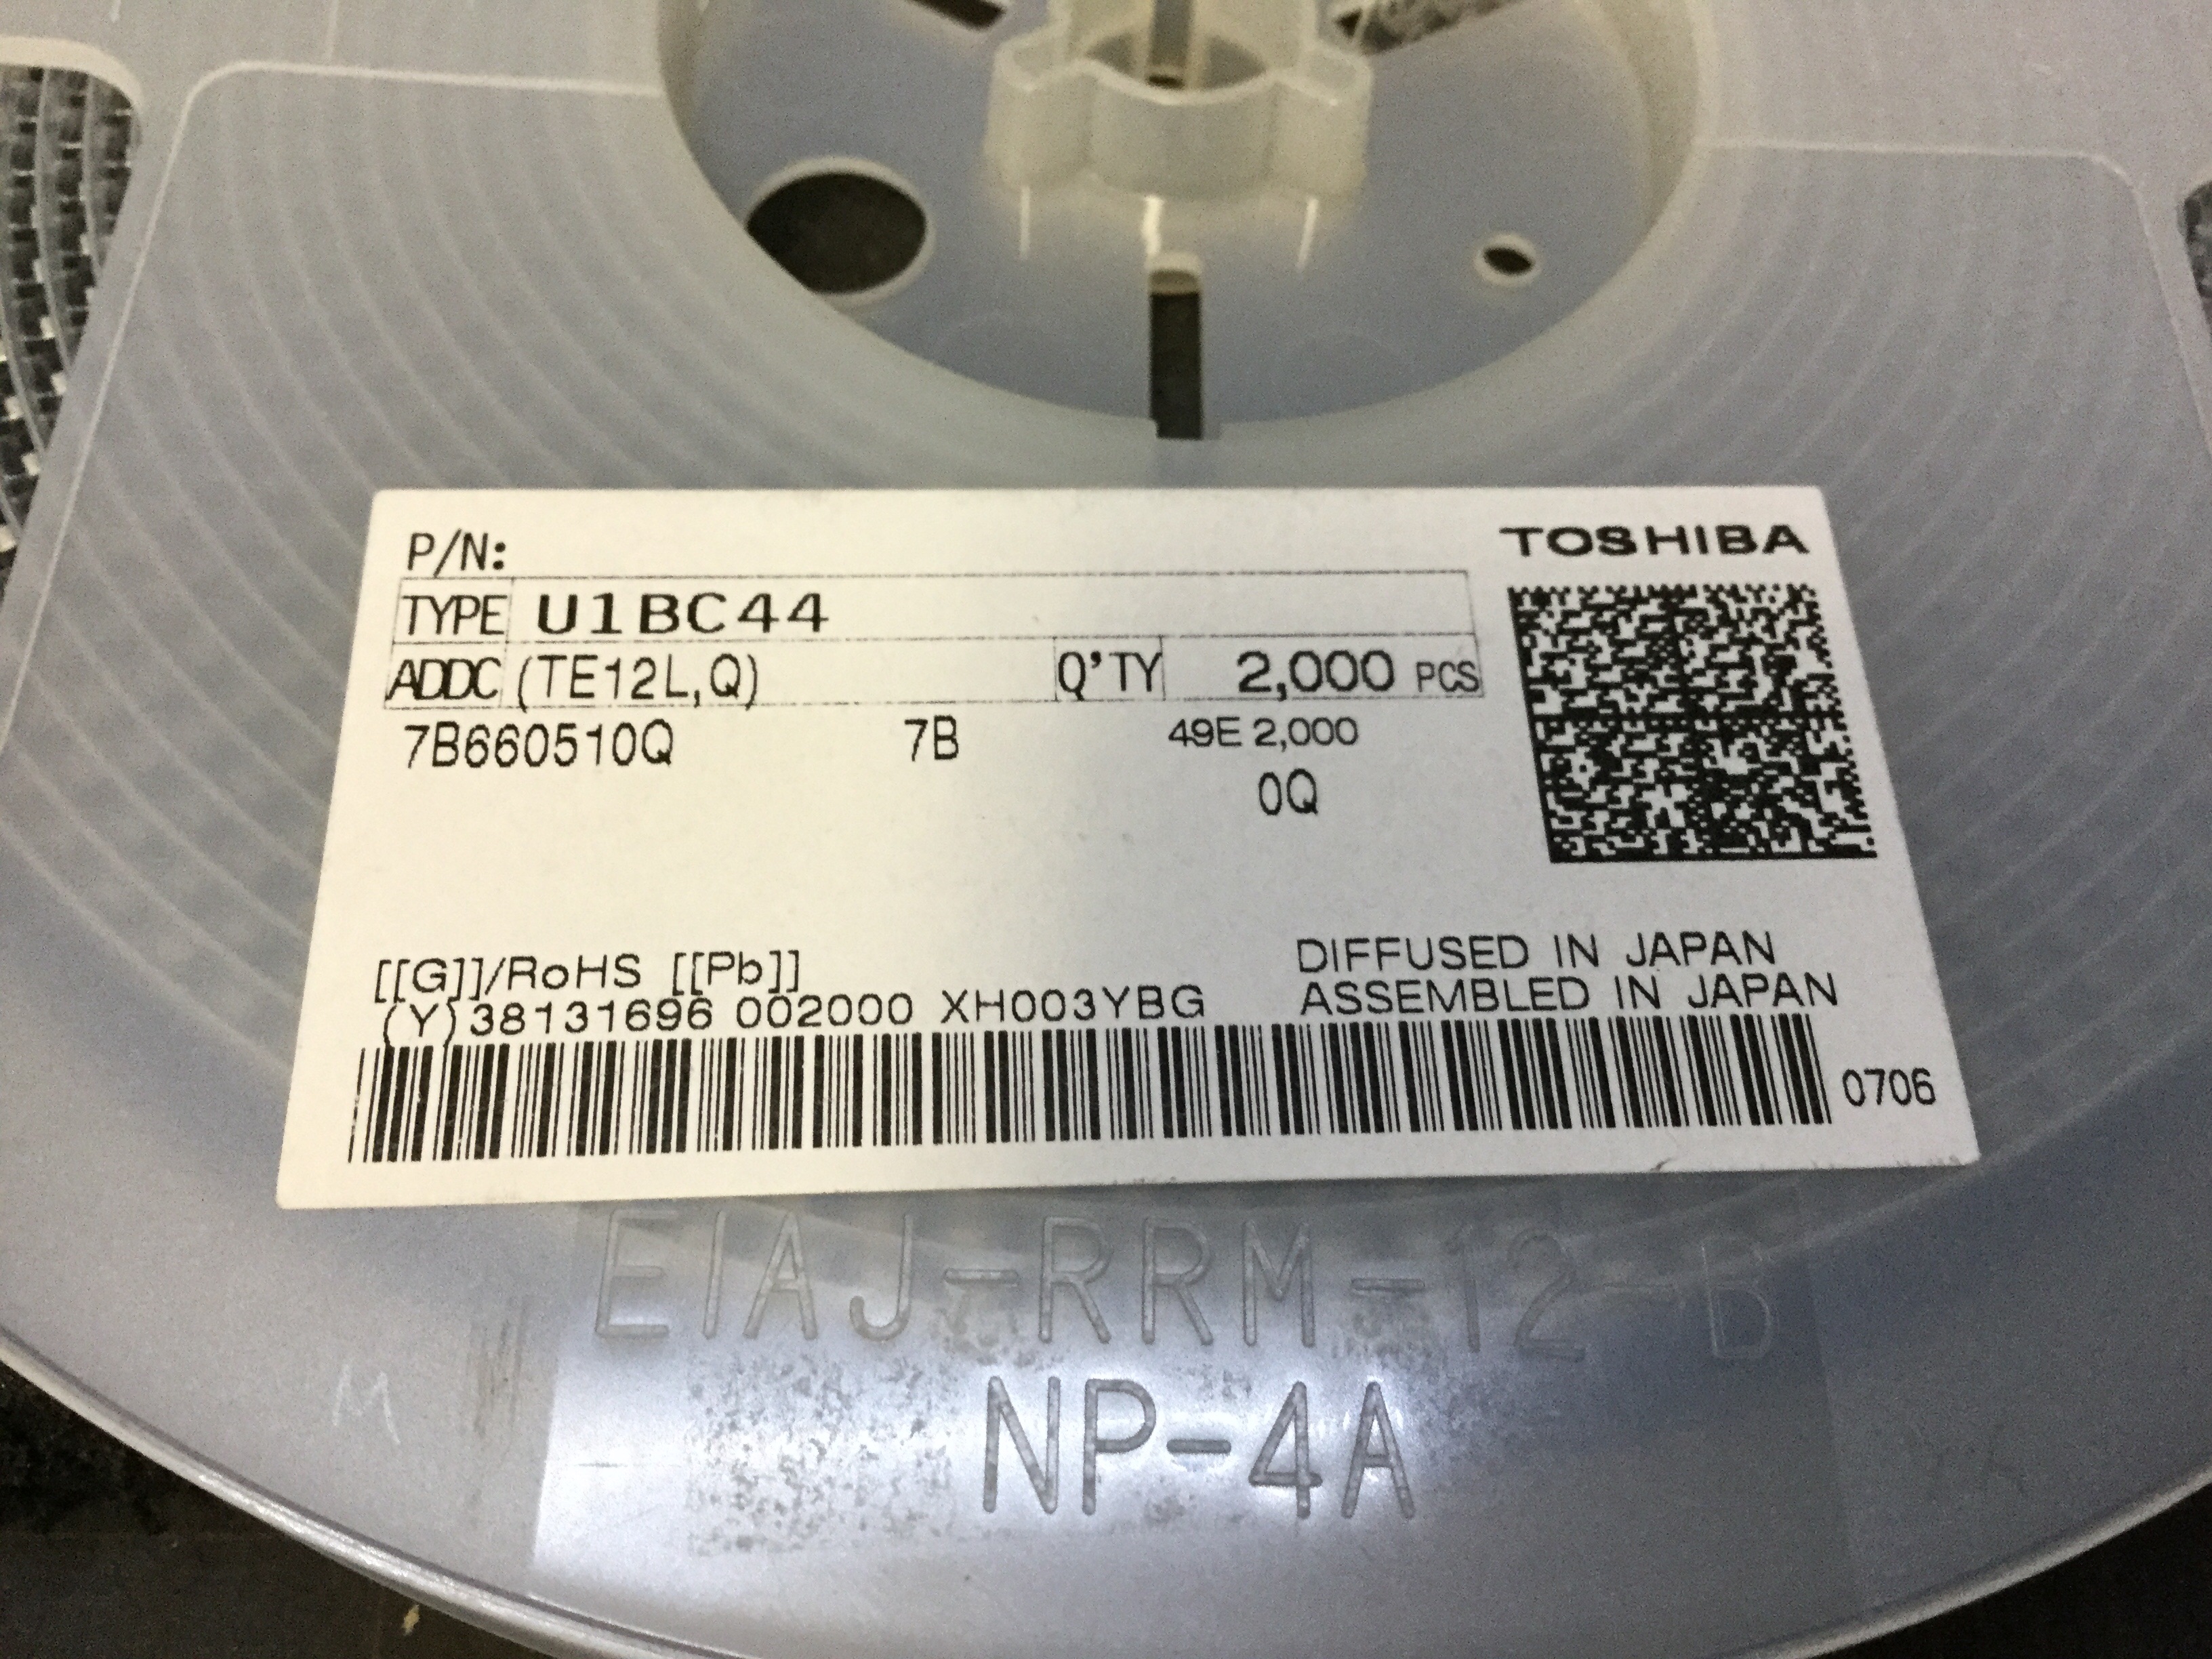 P/N:
TOSHIBA
TYPE U1BC44
ADDC (TE12L,Q) Q'TY 2,000 PCS
7B660510Q 7B 49E 2,000
0Q
[[G]]/RoHS [[Pb]]
DIFFUSED IN JAPAN
(Y)38131696 002000 XH003YBG
ASSEMBLED IN JAPAN
0706
EIAJ-RRM-12-B
NP-4A
M